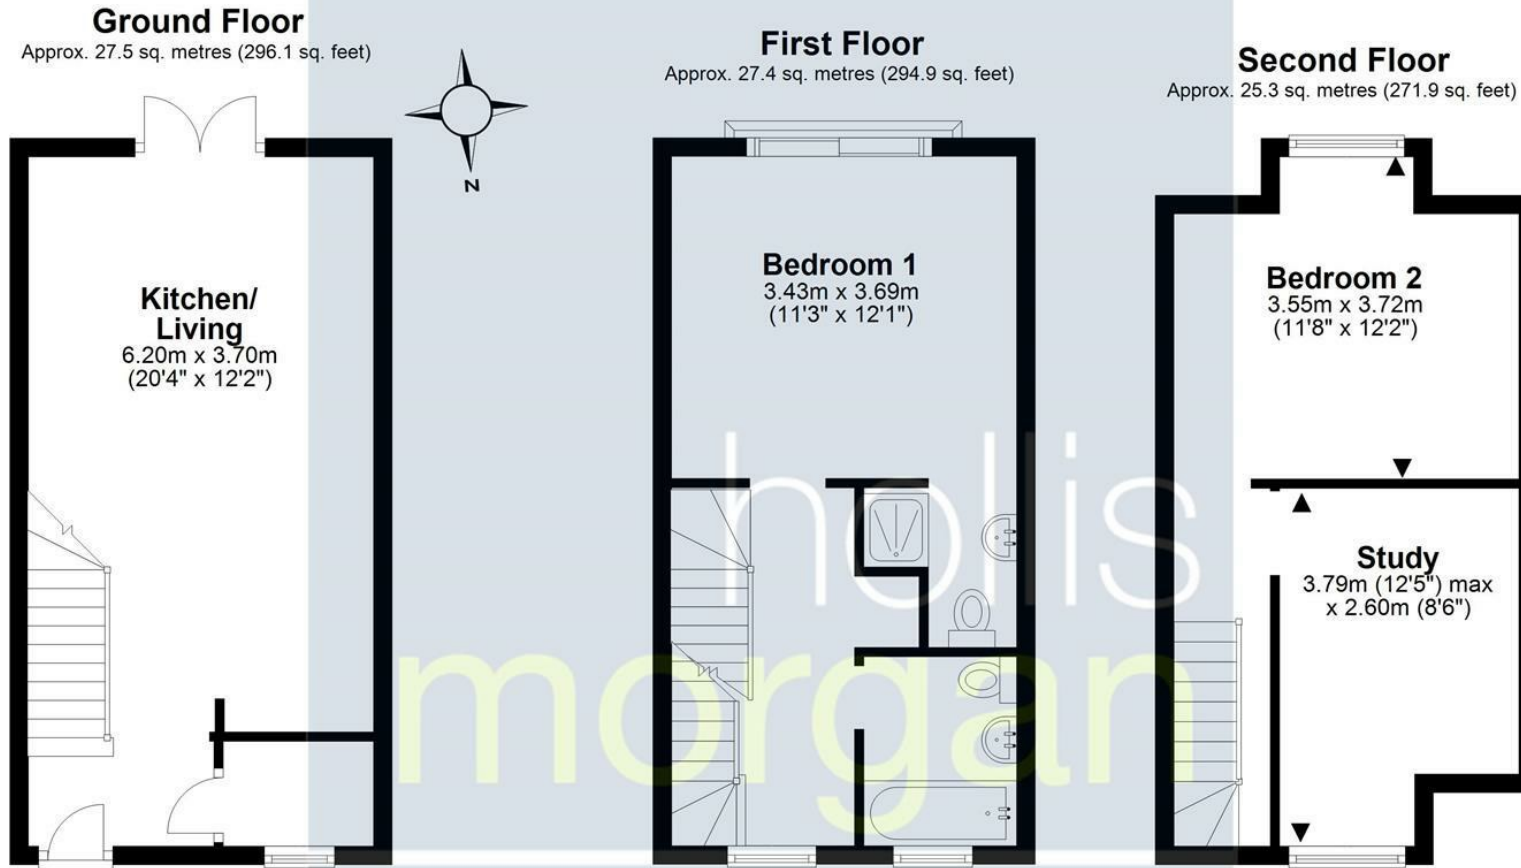 Ground Floor
Approx. 27.5 sq. metres (296.1 sq. feet)
N
Kitchen/
Living
6.20m x 3.70m
(20'4" x 12'2")
First Floor
Approx. 27.4 sq. metres (294.9 sq. feet)
Bedroom 1
3.43m x 3.69m
(11'3" x 12'1")
Second Floor
Approx. 25.3 sq. metres (271.9 sq. feet)
Bedroom 2
3.55m x 3.72m
(11'8" x 12'2")
Study
3.79m (12'5") max
x 2.60m (8'6")
hollis
morgan